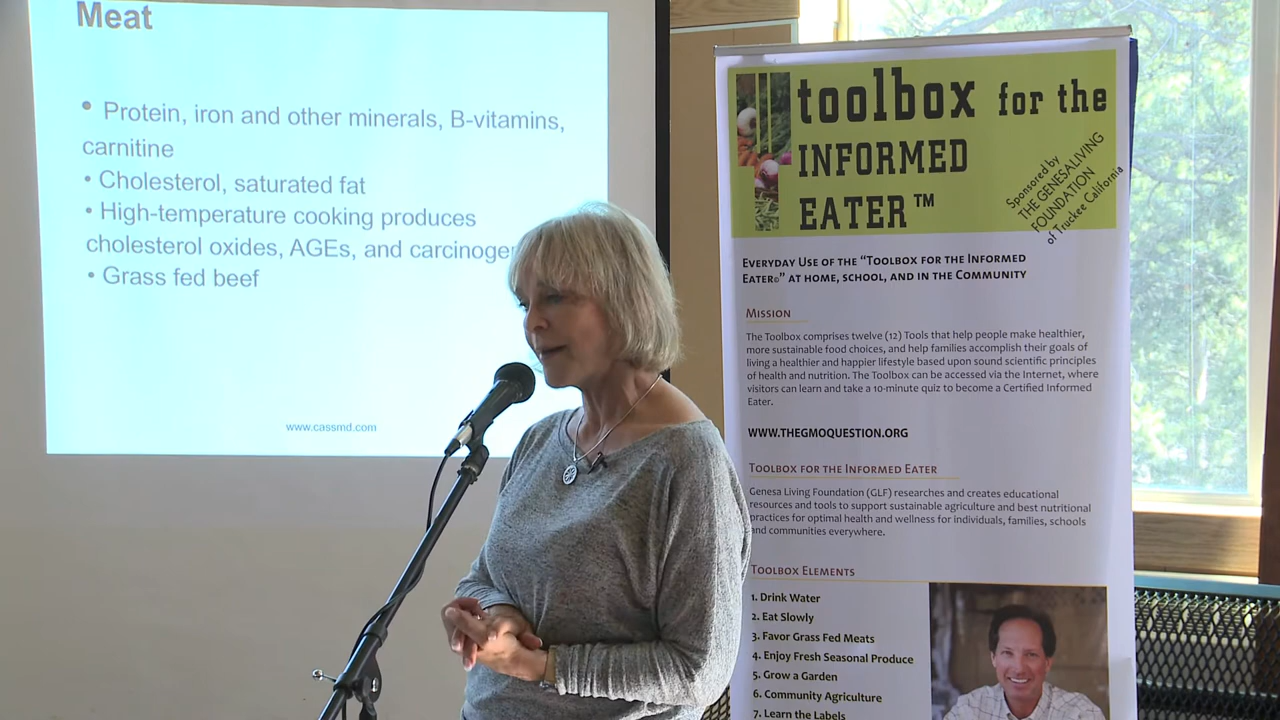 Meat
• Protein, iron and other minerals, B-vitamins,
carnitine
• Cholesterol, saturated fat
• High-temperature cooking produces
cholesterol oxides, AGEs, and
• Grass fed beef
www.cassmd.com
toolbox for the
INFORMED
EATER™
Sponsored by
THE GENESALIVING
FOUNDATION
of Truckee California
EVERYDAY USE OF THE "TOOLBOX FOR THE INFORMED
EATER©" AT HOME, SCHOOL, AND IN THE COMMUNITY
MISSION
The Toolbox comprises twelve (12) Tools that help people make healthier,
more sustainable food choices, and help families accomplish their goals of
living a healthier and happier lifestyle based upon sound scientific principles
of health and nutrition. The Toolbox can be accessed via the Internet, where
visitors can learn and take a 10-minute quiz to become a Certified Informed
Eater.
WWW.THEGMOQUESTION.ORG
TOOLBOX FOR THE INFORMED EATER
Genesa Living Foundation (GLF) researches and creates educational
resources and tools to support sustainable agriculture and best nutritional
practices for optimal health and wellness for individuals, families, schools
and communities everywhere.
TOOLBOX ELEMENTS
1. Drink Water
2. Eat Slowly
3. Favor Grass Fed Meats
4. Enjoy Fresh Seasonal Produce
5. Grow a Garden
6. Community Agriculture
7. Learn the Labels